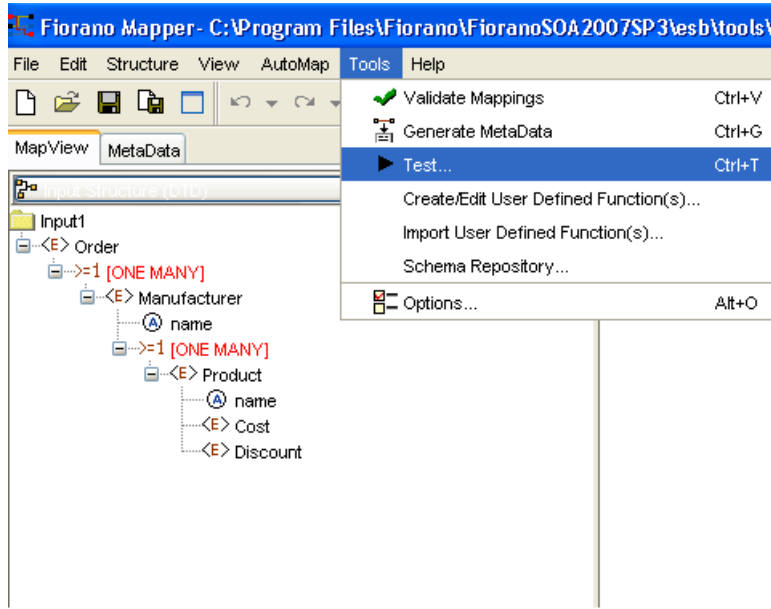 Fiorano Mapper- C:\Program Files\Fiorano\FioranoSOA2007SP3\esb\tools\
File Edit Structure View AutoMap Tools Help
Validate Mappings Ctrl+V
Generate MetaData Ctrl+G
MapView MetaData
Test... Ctrl+T
Input Structure (DTD)
Create/Edit User Defined Function(s)...
Input1
Import User Defined Function(s)...
<E> Order
Schema Repository...
>=1 [ONE MANY]
<E> Manufacturer
Options... Alt+O
A name
>=1 [ONE MANY]
<E> Product
A name
<E> Cost
<E> Discount